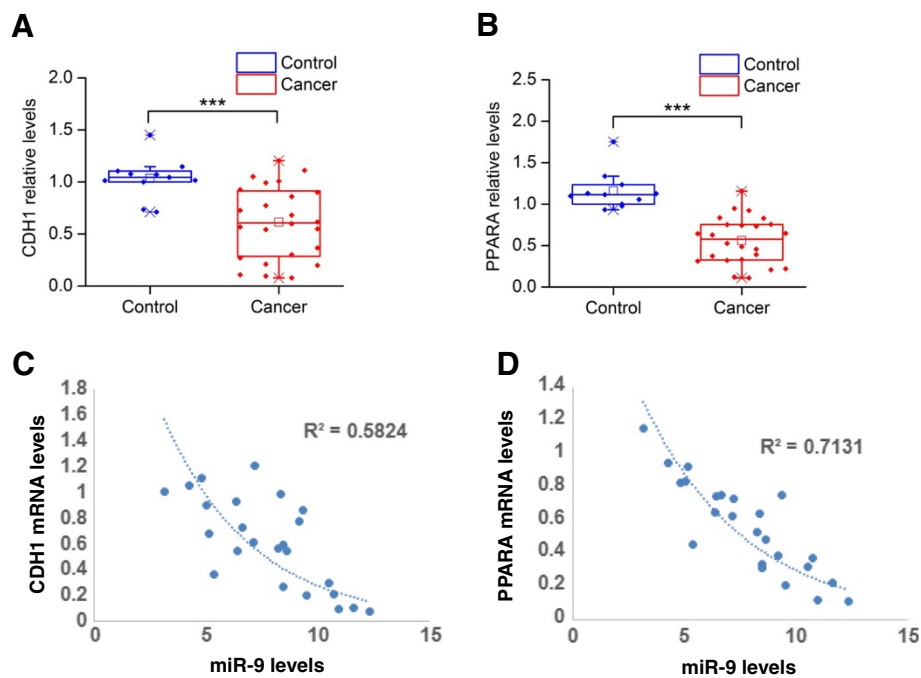 A
Control
Cancer
CDH1 relative levels
2.0
1.5
1.0
0.5
0.0
***
Control
Cancer
B
Control
Cancer
PPARA relative levels
2.5
2.0
1.5
1.0
0.5
0.0
***
Control
Cancer
C
CDH1 mRNA levels
1.8
1.6
1.4
1.2
1
0.8
0.6
0.4
0.2
0
R² = 0.5824
0 5 10 15
miR-9 levels
D
PPARA mRNA levels
1.4
1.2
1
0.8
0.6
0.4
0.2
0
R² = 0.7131
0 5 10 15
miR-9 levels